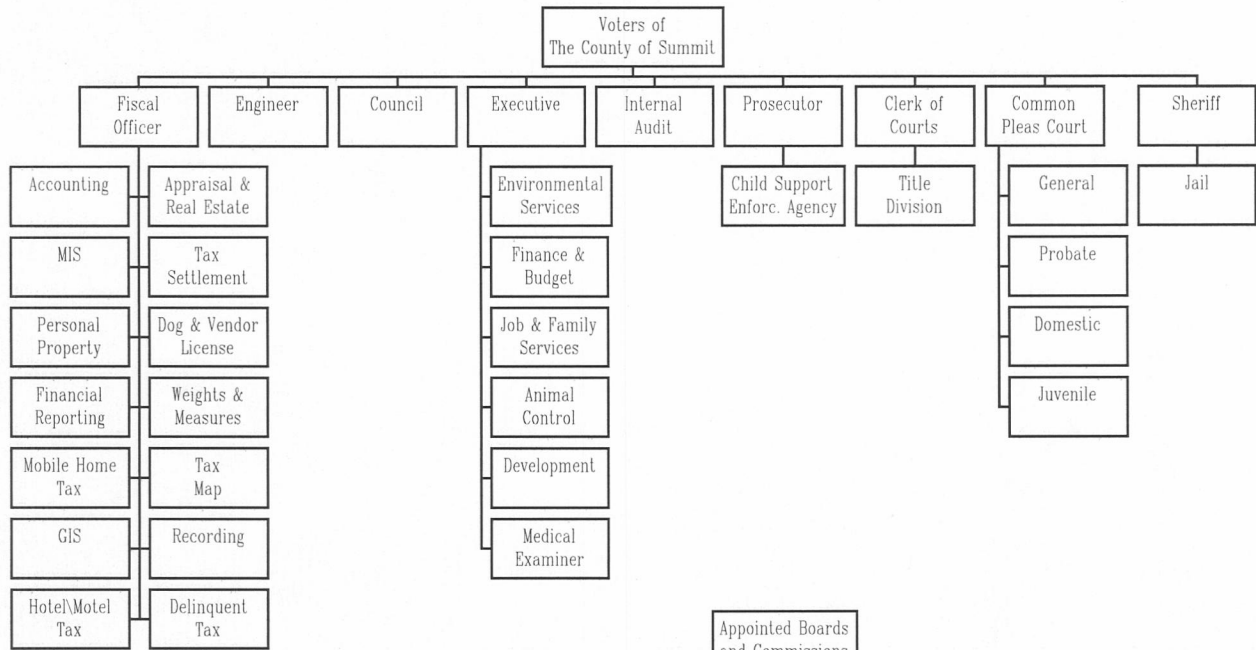 Voters of
The County of Summit
Fiscal
Officer
Engineer
Council
Executive
Internal
Audit
Prosecutor
Clerk of
Courts
Common
Pleas Court
Sheriff
Accounting
Appraisal &
Real Estate
Environmental
Services
Child Support
Enforc. Agency
Title
Division
General
Jail
MIS
Tax
Settlement
Finance &
Budget
Probate
Personal
Property
Dog & Vendor
License
Job & Family
Services
Domestic
Financial
Reporting
Weights &
Measures
Animal
Control
Juvenile
Mobile Home
Tax
Tax
Map
Development
GIS
Recording
Medical
Examiner
Hotel\Motel
Tax
Delinquent
Tax
Appointed Boards
and Commissions